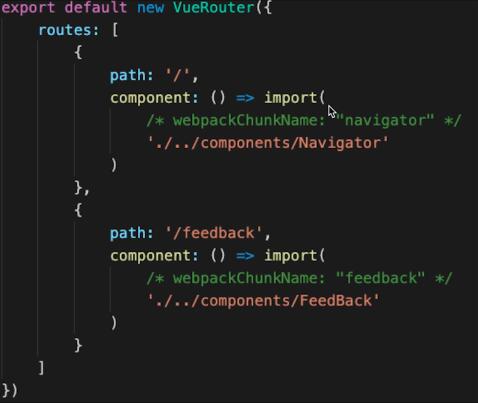 export default new VueRouter({
    routes: [
        {
            path: '/',
            component: () => import(
                /* webpackChunkName: "navigator" */
                './../components/Navigator'
            )
        },
        {
            path: '/feedback',
            component: () => import(
                /* webpackChunkName: "feedback" */
                './../components/FeedBack'
            )
        }
    ]
})